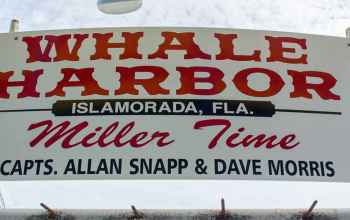 WHALE
HARBOR
ISLAMORADA, FLA.
Miller Time
CAPTS. ALLAN SNAPP & DAVE MORRIS